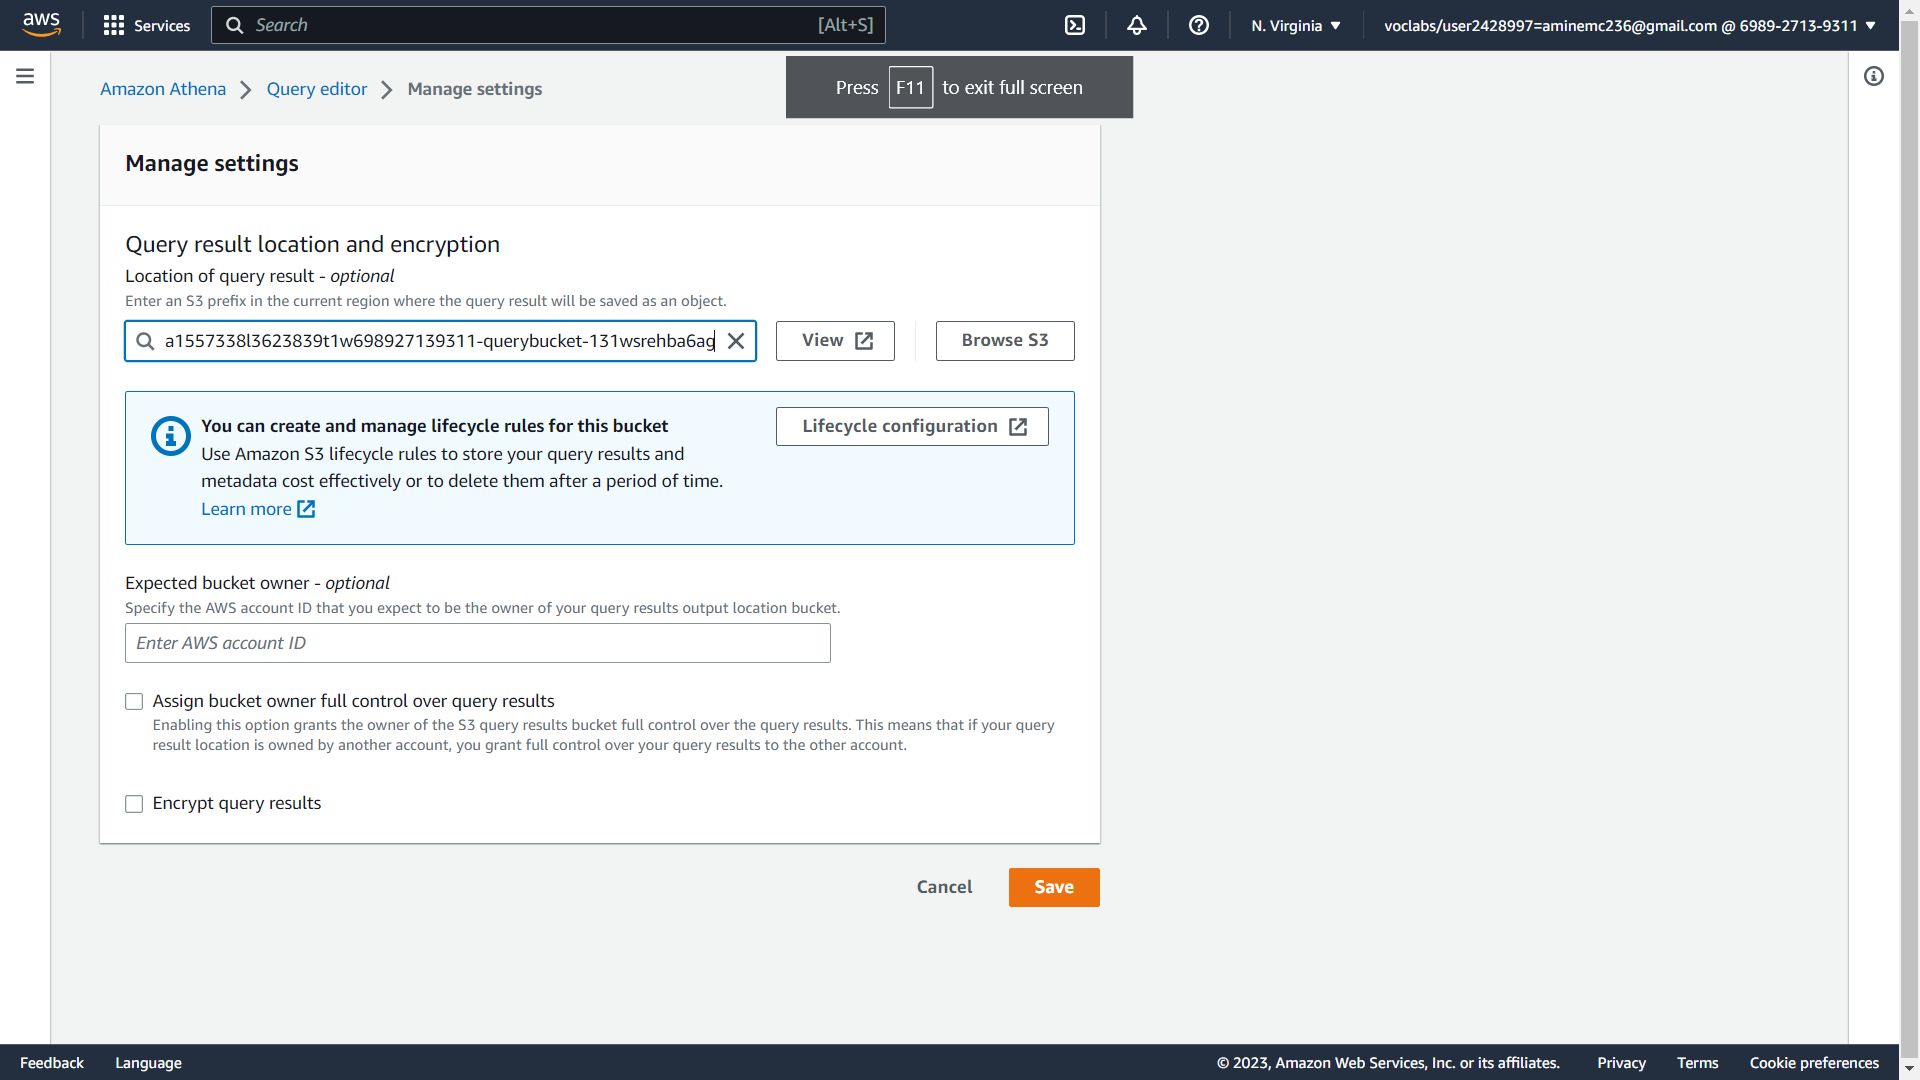 aws Services Search [Alt+S] N. Virginia voclabs/user2428997=aminemc236@gmail.com @ 6989-2713-9311
Press F11 to exit full screen
Amazon Athena Query editor Manage settings
Manage settings
Query result location and encryption
Location of query result - optional
Enter an S3 prefix in the current region where the query result will be saved as an object.
a1557338l3623839t1w698927139311-querybucket-131wsrehba6ag View Browse S3
You can create and manage lifecycle rules for this bucket Lifecycle configuration
Use Amazon S3 lifecycle rules to store your query results and
metadata cost effectively or to delete them after a period of time.
Learn more
Expected bucket owner - optional
Specify the AWS account ID that you expect to be the owner of your query results output location bucket.
Enter AWS account ID
Assign bucket owner full control over query results
Enabling this option grants the owner of the S3 query results bucket full control over the query results. This means that if your query
result location is owned by another account, you grant full control over your query results to the other account.
Encrypt query results
Cancel Save
Feedback Language © 2023, Amazon Web Services, Inc. or its affiliates. Privacy Terms Cookie preferences